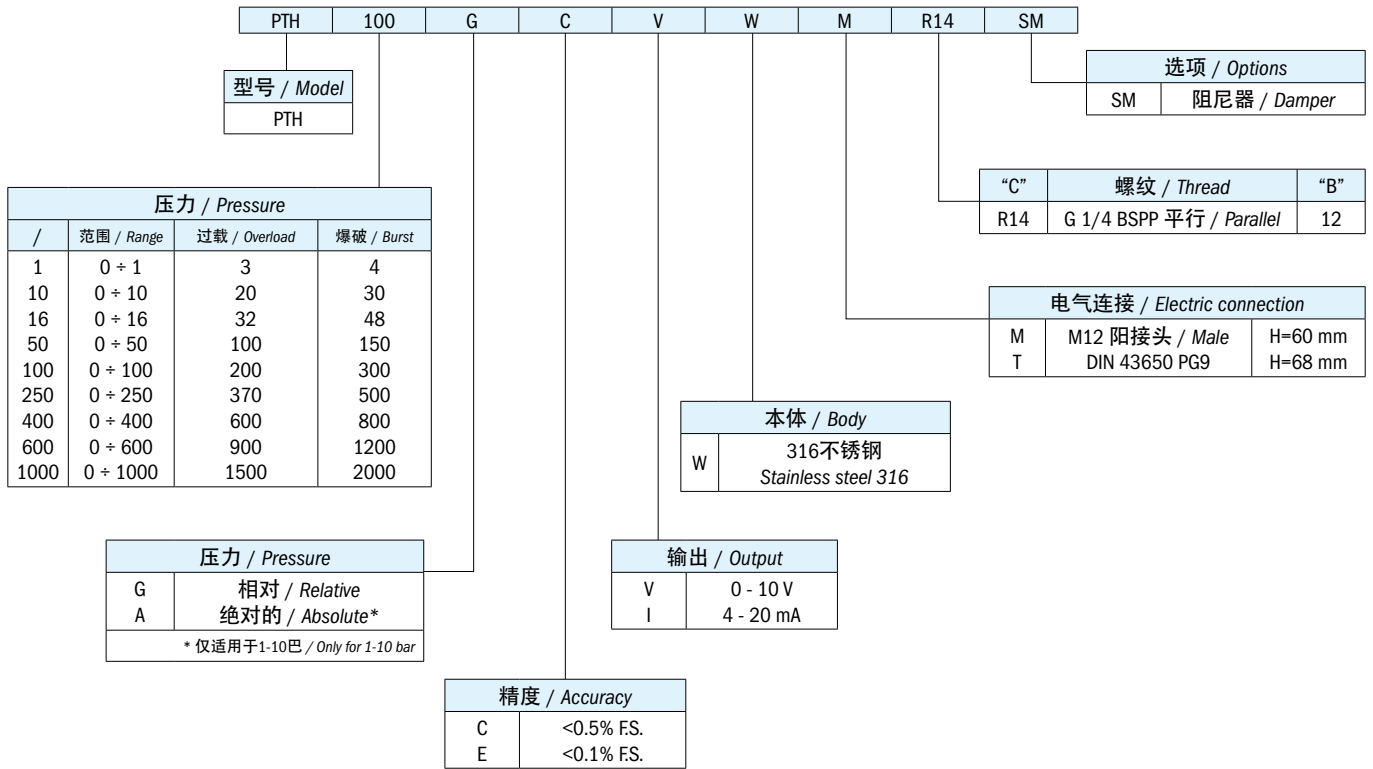 PTH 100 G C V W M R14 SM
型号 / Model
PTH
选项 / Options
SM 阻尼器 / Damper
压力 / Pressure
/ 范围 / Range 过载 / Overload 爆破 / Burst
1 0 ÷ 1 3 4
10 0 ÷ 10 20 30
16 0 ÷ 16 32 48
50 0 ÷ 50 100 150
100 0 ÷ 100 200 300
250 0 ÷ 250 370 500
400 0 ÷ 400 600 800
600 0 ÷ 600 900 1200
1000 0 ÷ 1000 1500 2000
“C” 螺纹 / Thread “B”
R14 G 1/4 BSPP 平行 / Parallel 12
电气连接 / Electric connection
M M12 阳接头 / Male H=60 mm
T DIN 43650 PG9 H=68 mm
本体 / Body
W 316不锈钢
Stainless steel 316
压力 / Pressure
G 相对 / Relative
A 绝对的 / Absolute*
* 仅适用于1-10巴 / Only for 1-10 bar
输出 / Output
V 0 - 10 V
I 4 - 20 mA
精度 / Accuracy
C <0.5% F.S.
E <0.1% F.S.